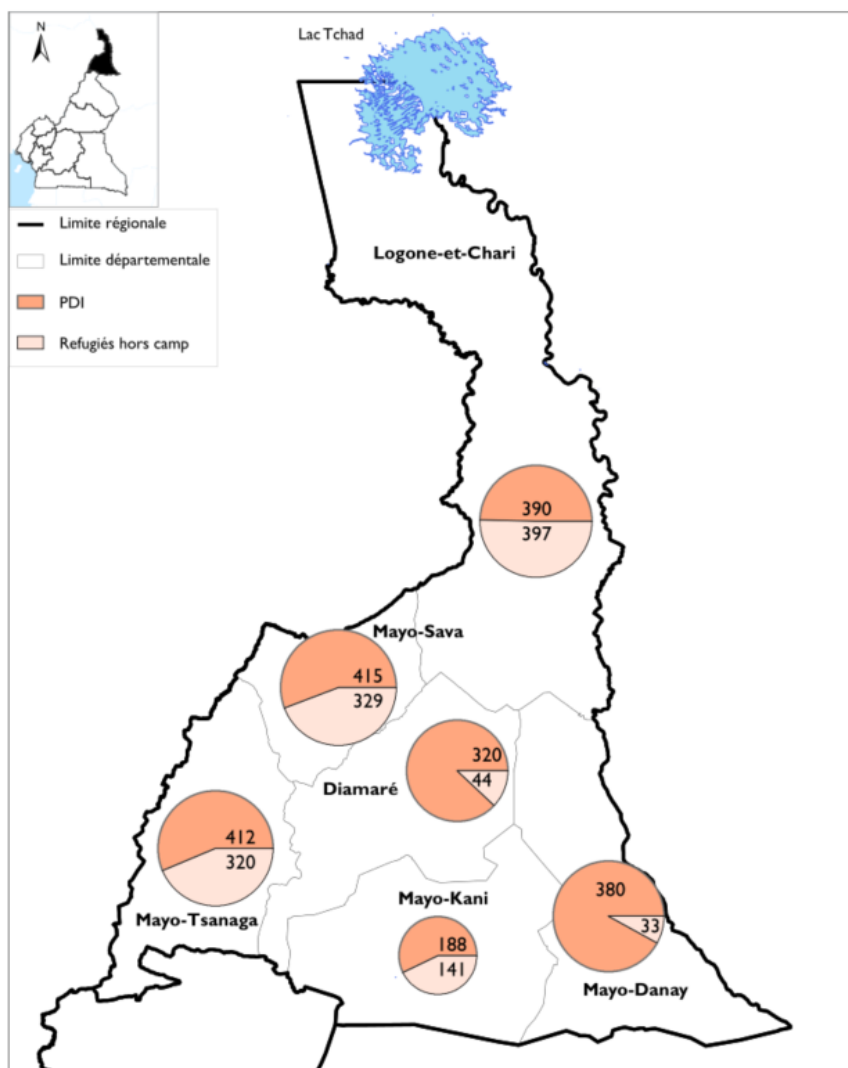 N
Lac Tchad
Limite régionale
Limite départementale
PDI
Refugiés hors camp
Logone-et-Chari
390
397
Mayo-Sava
415
329
320
44
Diamaré
412
320
Mayo-Tsanaga
Mayo-Kani
188
141
380
33
Mayo-Danay